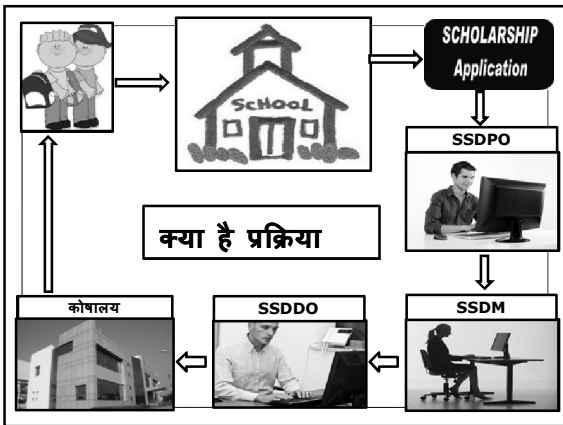 SCHOOL
SCHOLARSHIP
Application
SSDPO
क्या है प्रक्रिया
कोषालय
SSDDO
SSDM